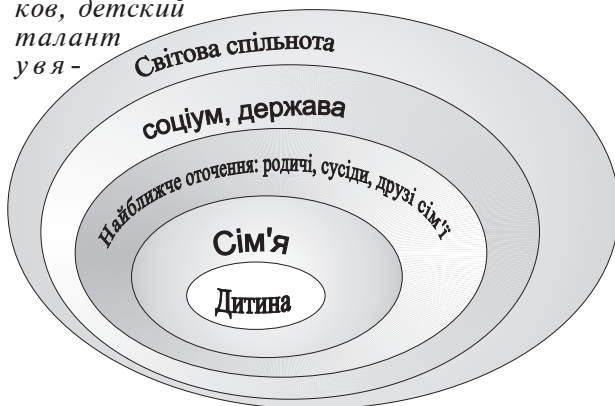 ков, детский
талант
увя-
Світова спільнота
соціум, держава
Найближче оточення: родичі, сусіди, друзі сім'ї
Сім'я
Дитина